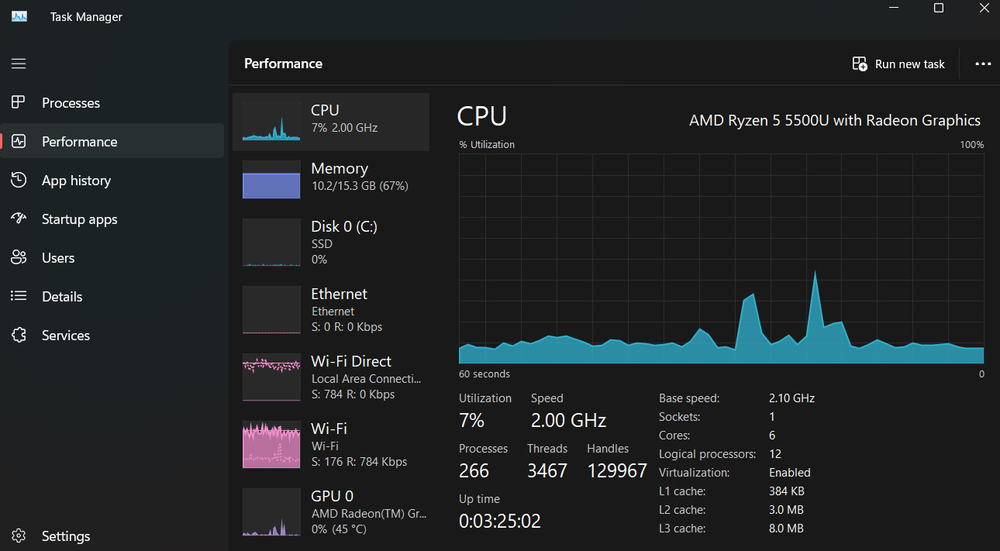 Task Manager
Performance
Run new task
Processes
Performance
App history
Startup apps
Users
Details
Services
Settings
CPU
7% 2.00 GHz
Memory
10.2/15.3 GB (67%)
Disk 0 (C:)
SSD
0%
Ethernet
Ethernet
S: 0 R: 0 Kbps
Wi-Fi Direct
Local Area Connecti...
S: 784 R: 0 Kbps
Wi-Fi
Wi-Fi
S: 176 R: 784 Kbps
GPU 0
AMD Radeon(TM) Gr...
0% (45 °C)
CPU
AMD Ryzen 5 5500U with Radeon Graphics
% Utilization 100%
60 seconds 0
Utilization Speed
7% 2.00 GHz
Processes Threads Handles
266 3467 129967
Up time
0:03:25:02
Base speed: 2.10 GHz
Sockets: 1
Cores: 6
Logical processors: 12
Virtualization: Enabled
L1 cache: 384 KB
L2 cache: 3.0 MB
L3 cache: 8.0 MB